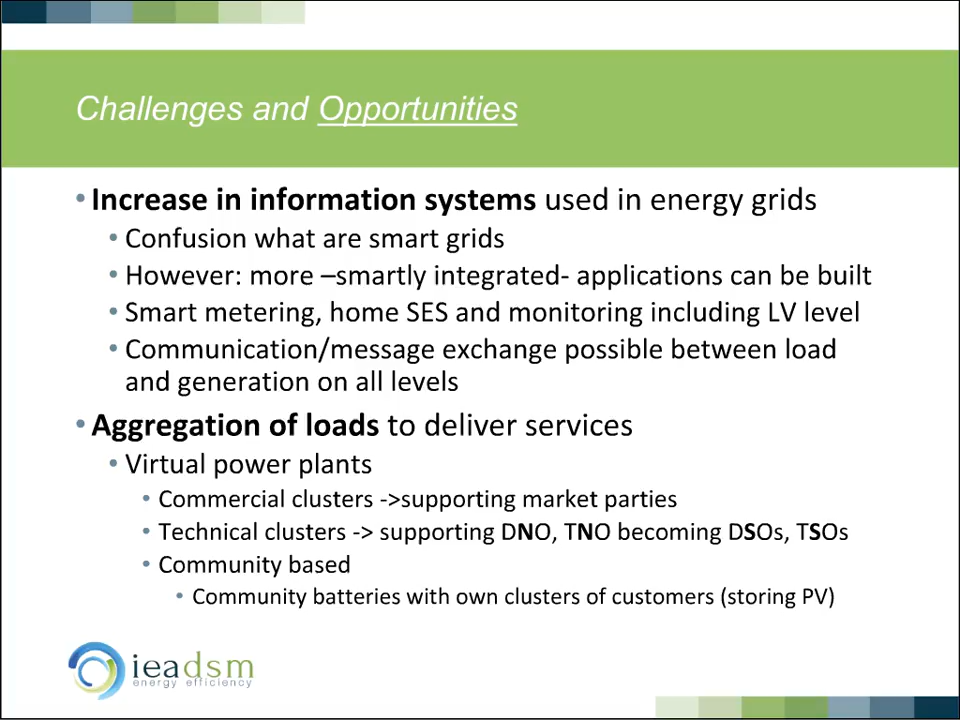 Challenges and Opportunities
• Increase in information systems used in energy grids
• Confusion what are smart grids
• However: more –smartly integrated- applications can be built
• Smart metering, home SES and monitoring including LV level
• Communication/message exchange possible between load
and generation on all levels
• Aggregation of loads to deliver services
• Virtual power plants
• Commercial clusters ->supporting market parties
• Technical clusters -> supporting DNO, TNO becoming DSOs, TSOs
• Community based
• Community batteries with own clusters of customers (storing PV)
ieadsm
energy efficiency